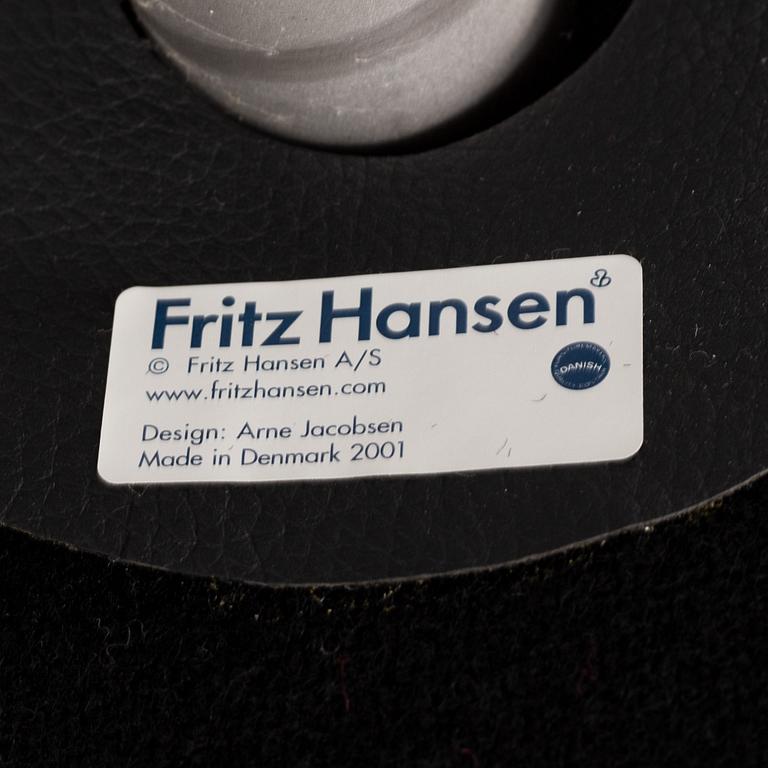 Fritz Hansen
© Fritz Hansen A/S
www.fritzhansen.com
DANISH
Design: Arne Jacobsen
Made in Denmark 2001